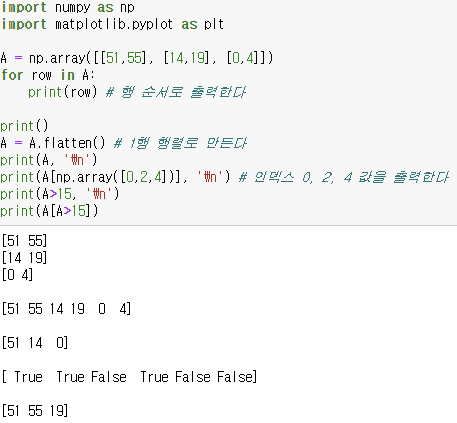 import numpy as np
import matplotlib.pyplot as plt
A = np.array([[51,55], [14,19], [0,4]])
for row in A:
    print(row) # 행 순서로 출력한다
print()
A = A.flatten() # 1행 행렬로 만든다
print(A, '₩n')
print(A[np.array([0,2,4])], '₩n') # 인덱스 0, 2, 4 값을 출력한다
print(A>15, '₩n')
print(A[A>15])
[51 55]
[14 19]
[0 4]
[51 55 14 19  0  4]
[51 14  0]
[ True  True False  True False False]
[51 55 19]